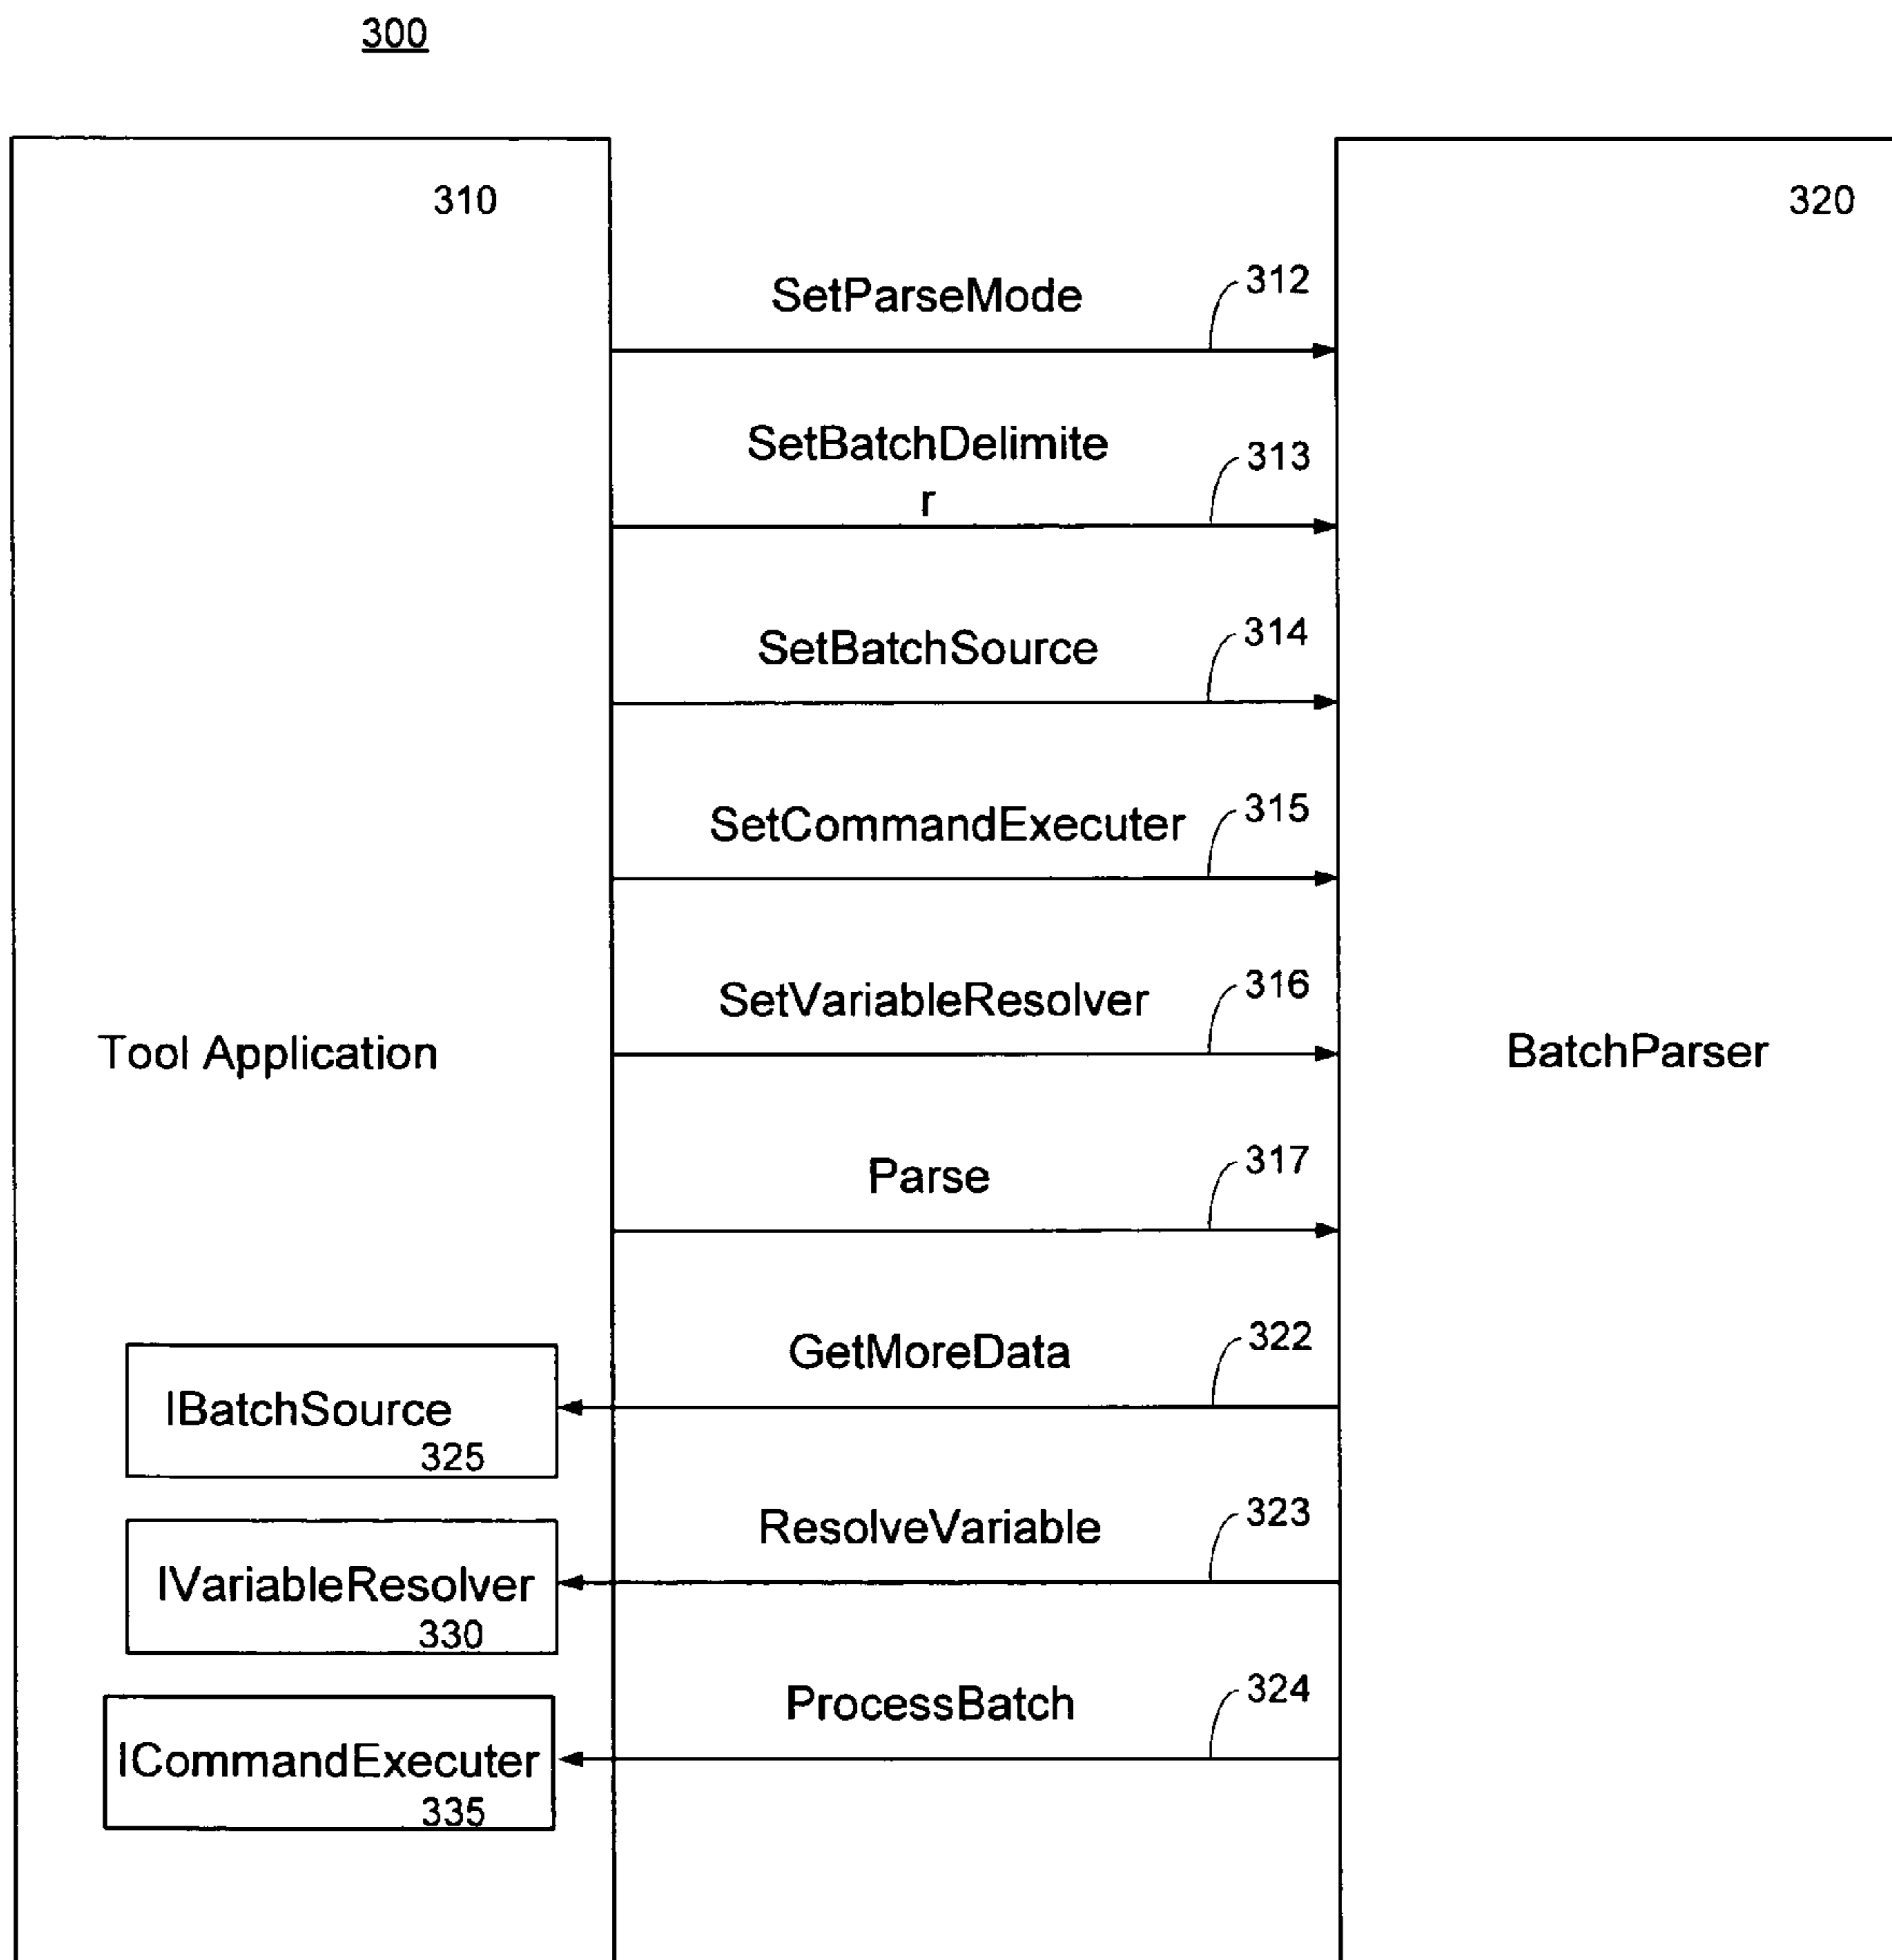 300
310
320
SetParseMode
312
SetBatchDelimite
r
313
SetBatchSource
314
SetCommandExecuter
315
SetVariableResolver
316
Tool Application
BatchParser
Parse
317
GetMoreData
322
IBatchSource
325
ResolveVariable
323
IVariableResolver
330
ProcessBatch
324
ICommandExecuter
335